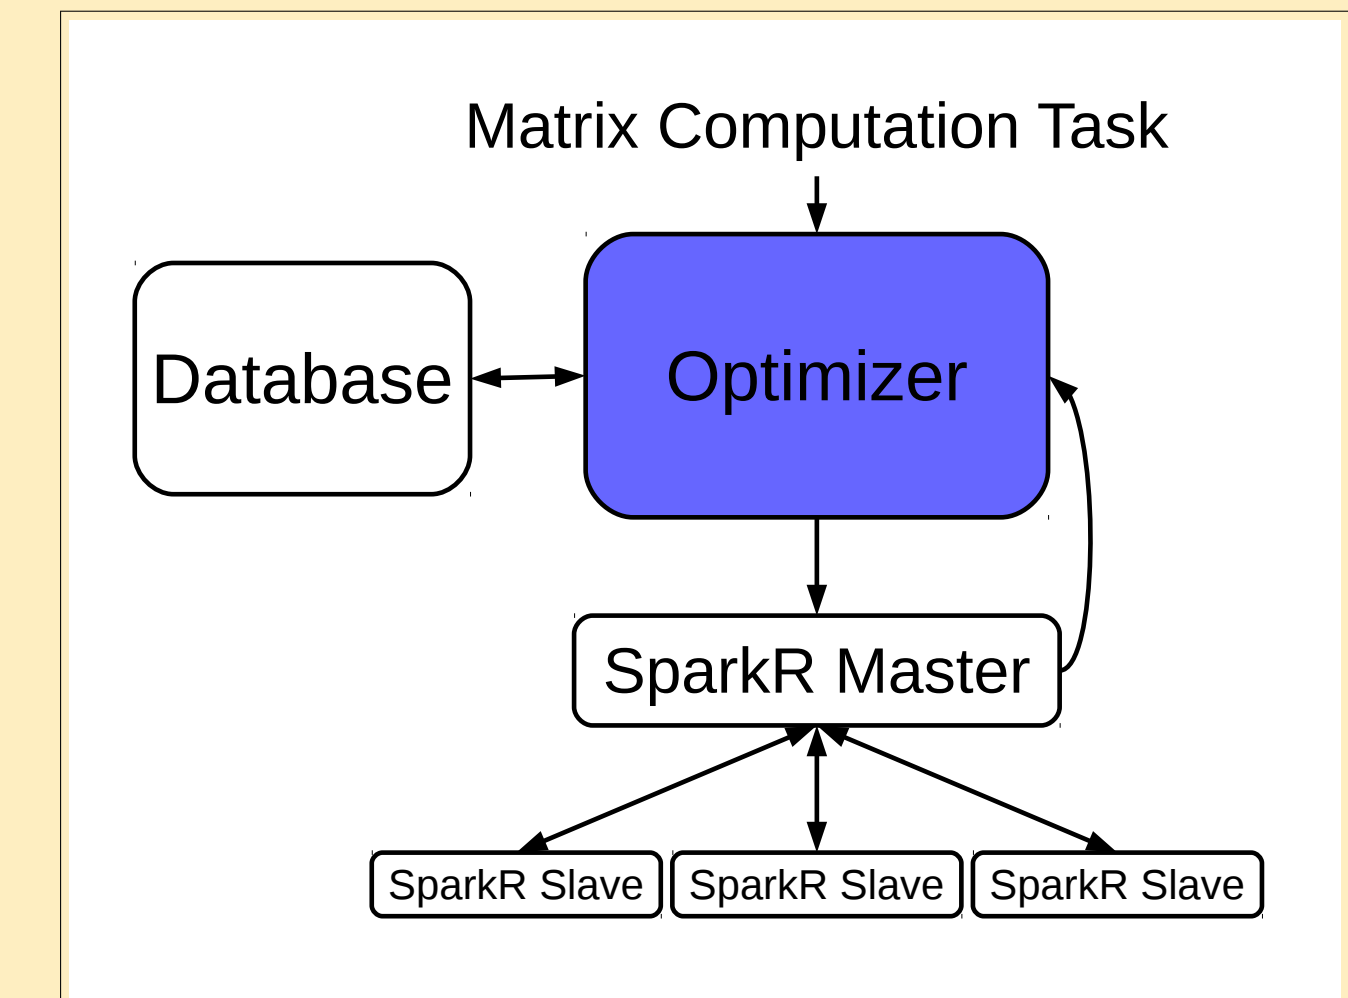 Matrix Computation Task
Database
Optimizer
SparkR Master
SparkR Slave
SparkR Slave
SparkR Slave